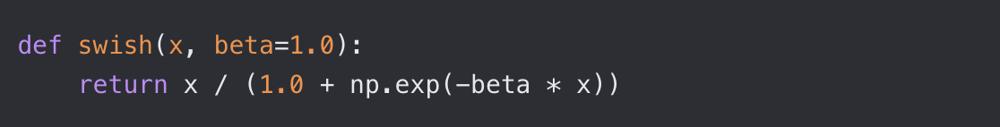 def swish(x, beta=1.0):
    return x / (1.0 + np.exp(-beta * x))